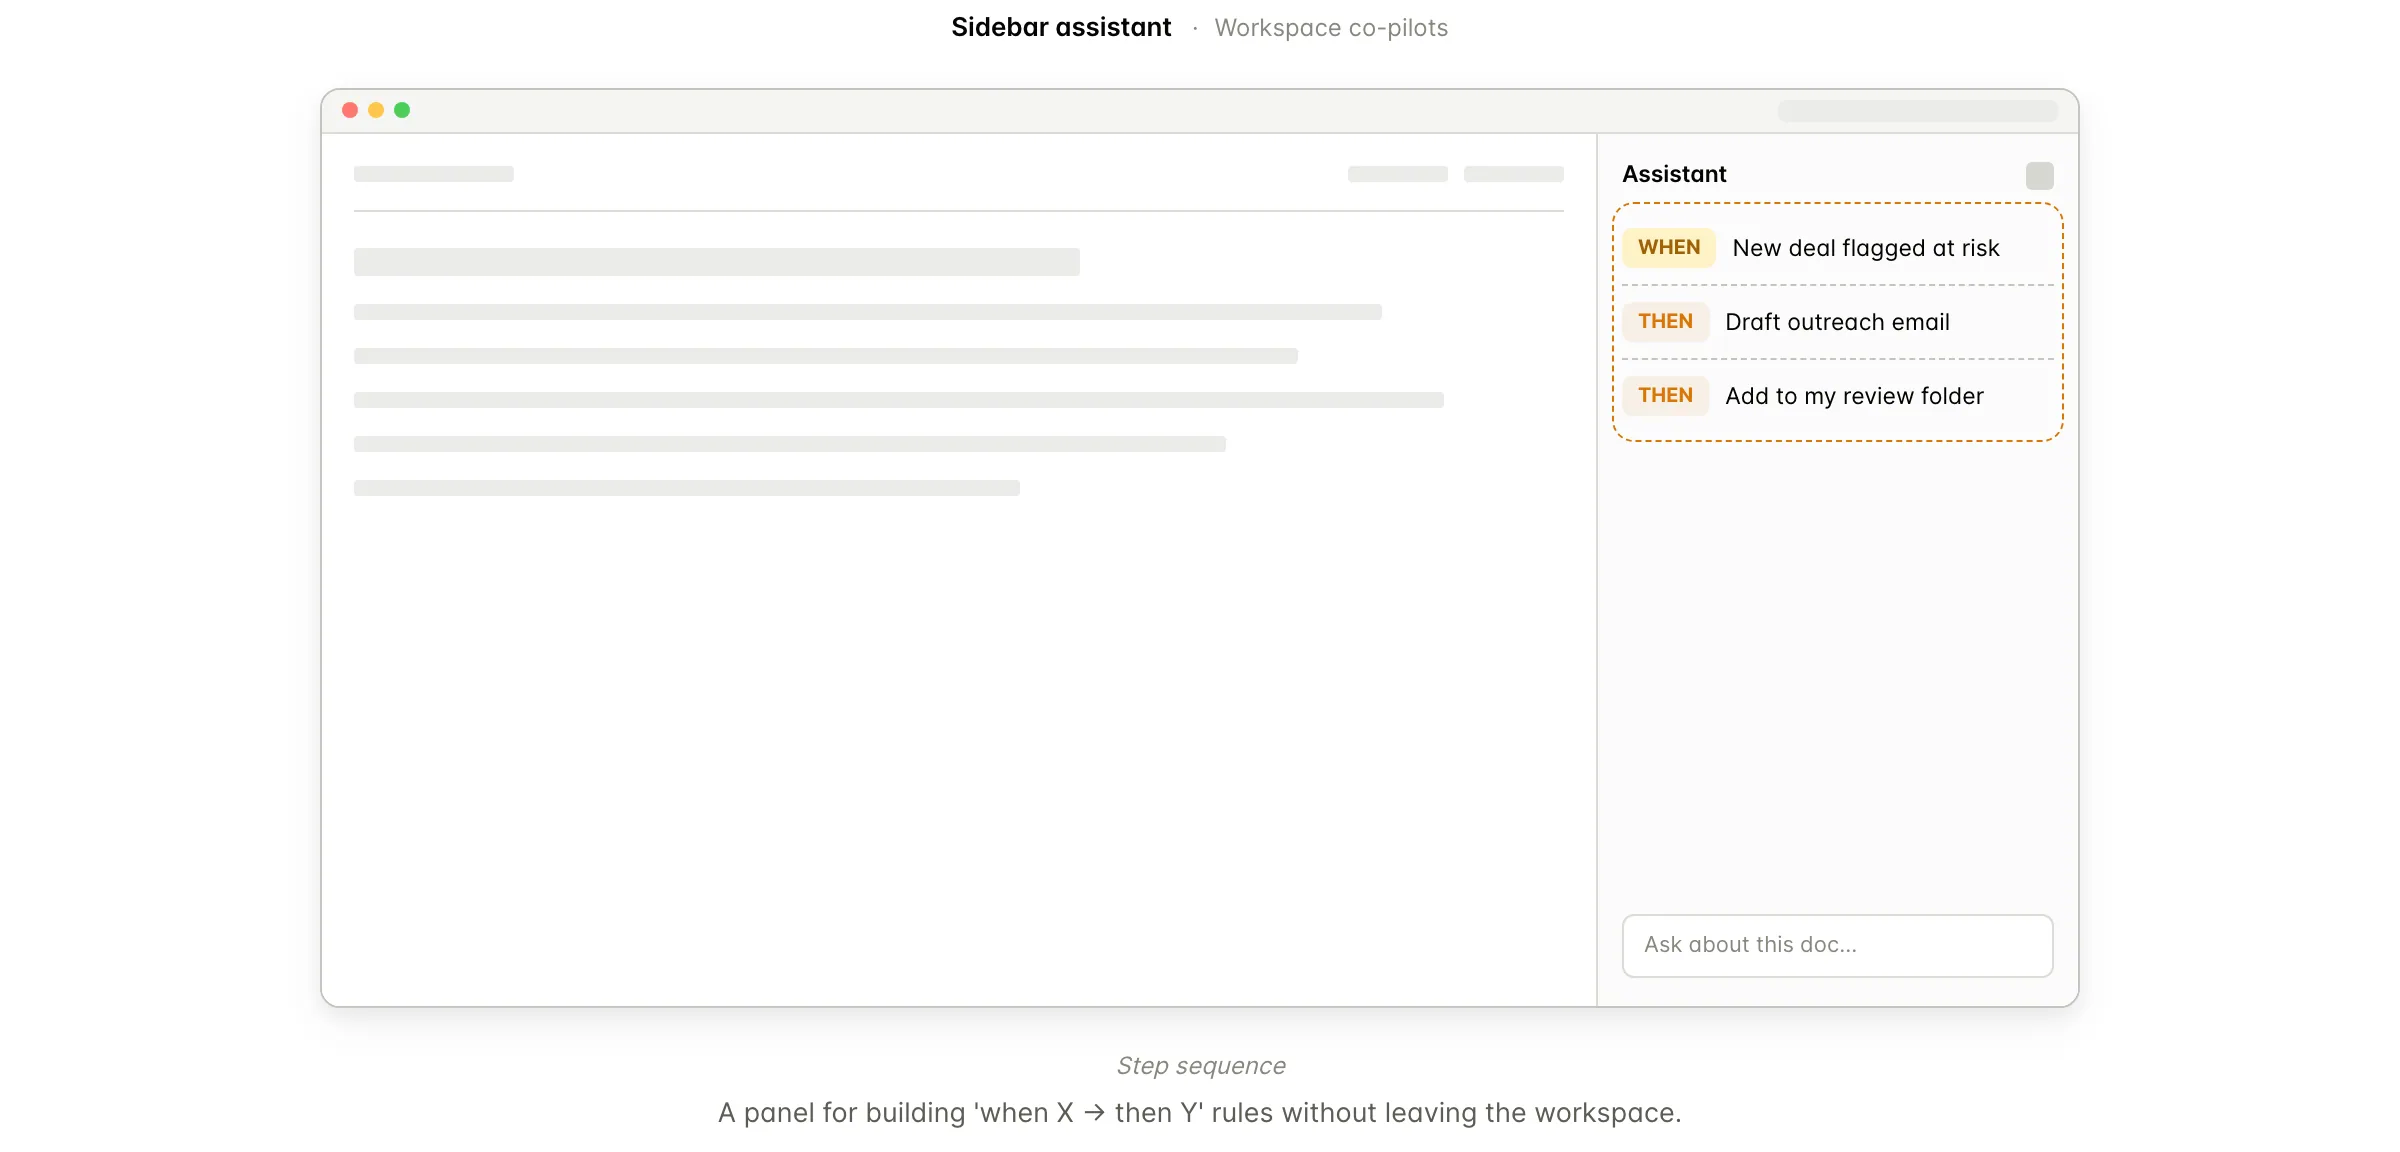 Sidebar assistant · Workspace co-pilots
Assistant
WHEN New deal flagged at risk
THEN Draft outreach email
THEN Add to my review folder
Ask about this doc...
Step sequence
A panel for building 'when X → then Y' rules without leaving the workspace.